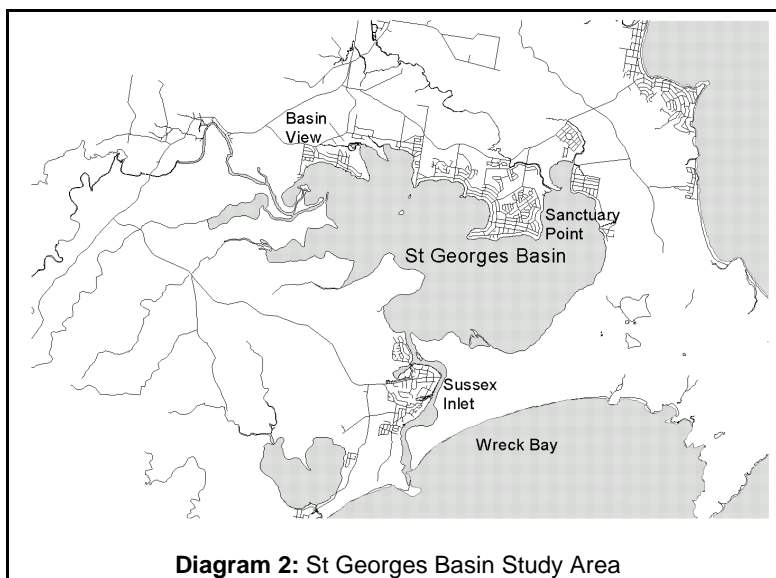 Basin
View
Sanctuary
Point
St Georges Basin
Sussex
Inlet
Wreck Bay
Diagram 2: St Georges Basin Study Area